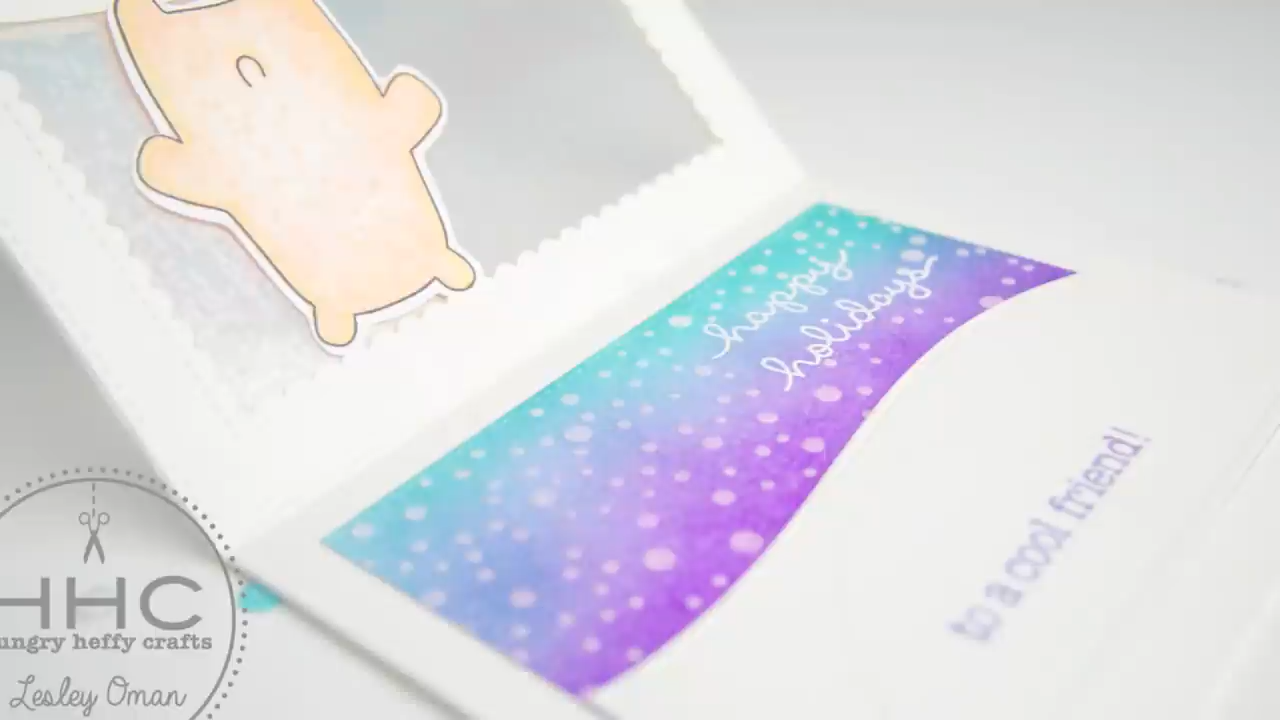 happy
holidays
to a cool friend!
HHC
ungry heffy crafts
Lesley Oman